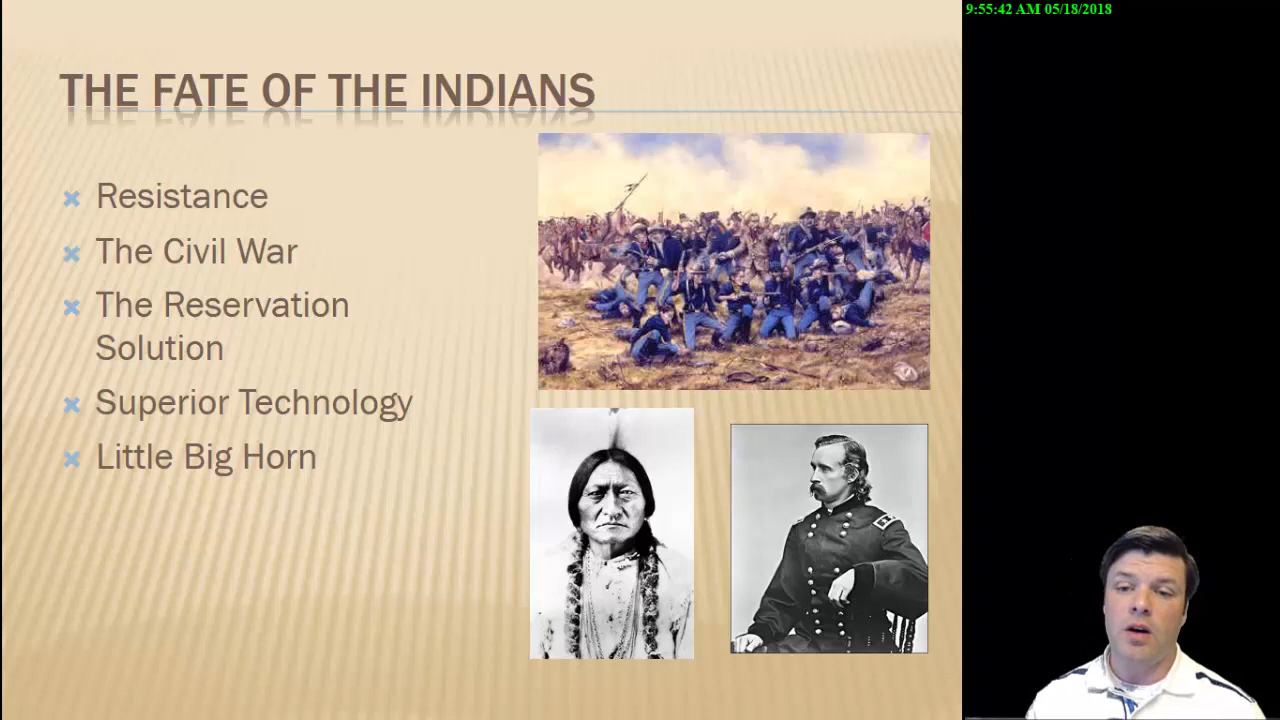 9:55:42 AM 05/18/2018
THE FATE OF THE INDIANS
Resistance
The Civil War
The Reservation
Solution
Superior Technology
Little Big Horn